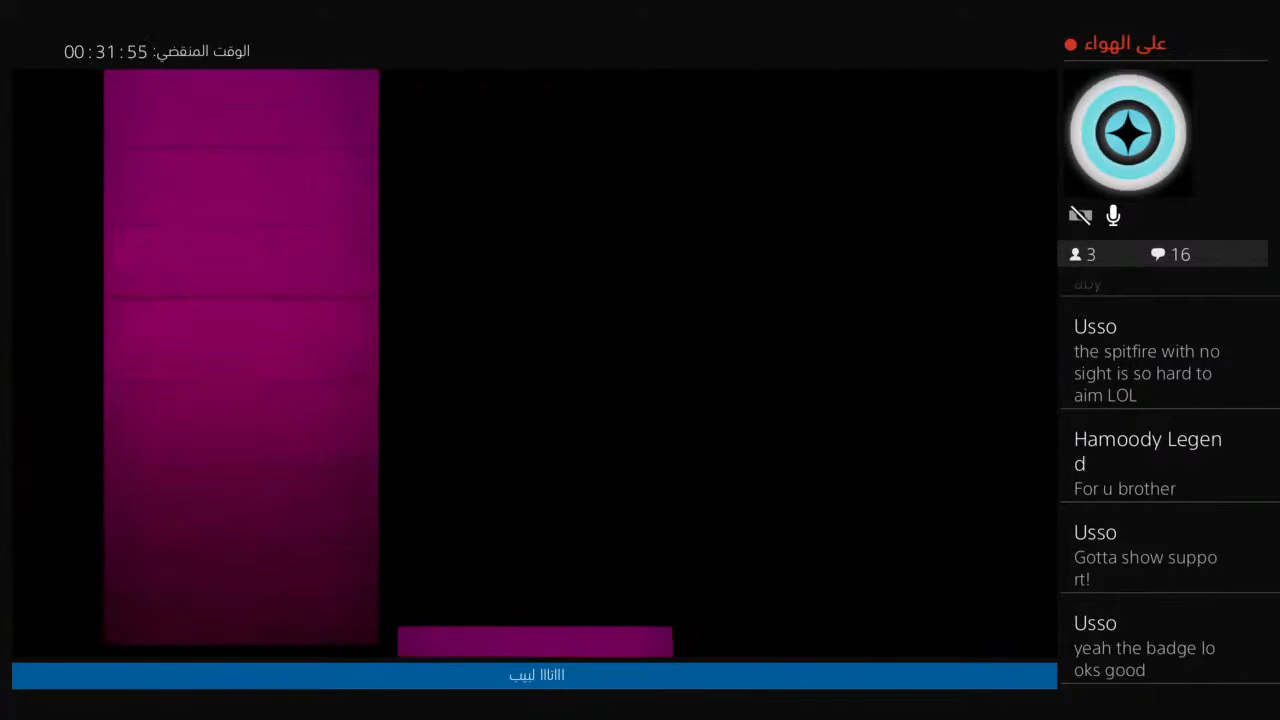 الوقت المنقضي: 00:31:55
على الهواء
3
16
aby
Usso
the spitfire with no
sight is so hard to
aim LOL
Hamoody Legen
d
For u brother
Usso
Gotta show suppo
rt!
Usso
yeah the badge lo
oks good